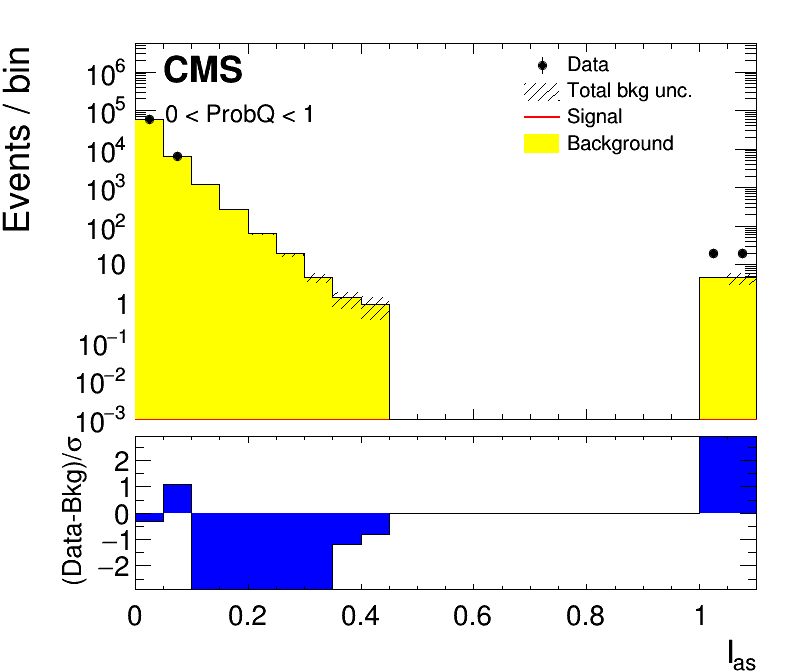 CMS
0 < ProbQ < 1
Data
Total bkg unc.
Signal
Background
Events / bin
10⁶
10⁵
10⁴
10³
10²
10
1
10⁻¹
10⁻²
10⁻³
(Data-Bkg)/σ
2
1
0
−1
−2
0
0.2
0.4
0.6
0.8
1
I_as